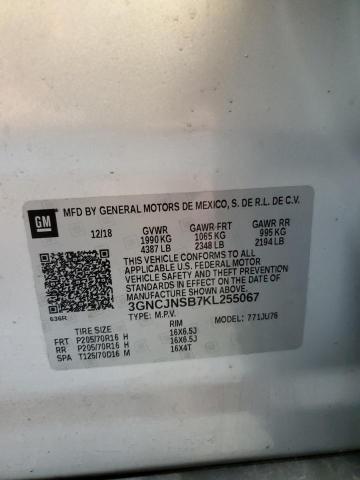 GM
MFD BY GENERAL MOTORS DE MEXICO, S. DE R.L. DE C.V.
12/18 GVWR GAWR-FRT GAWR RR
1990 KG 1065 KG 995 KG
4387 LB 2348 LB 2194 LB
THIS VEHICLE CONFORMS TO ALL
APPLICABLE U.S. FEDERAL MOTOR
VEHICLE SAFETY, BUMPER, AND THEFT
PREVENTION STANDARDS IN EFFECT ON
THE DATE OF MANUFACTURE SHOWN ABOVE.
3GNCJNSB7KL255067
636R TYPE: M.P.V. MODEL: 771JU76
TIRE SIZE RIM
FRT P205/70R16 H 16X6.5J
RR P205/70R16 H 16X6.5J
SPA T125/70D16 M 16X4T